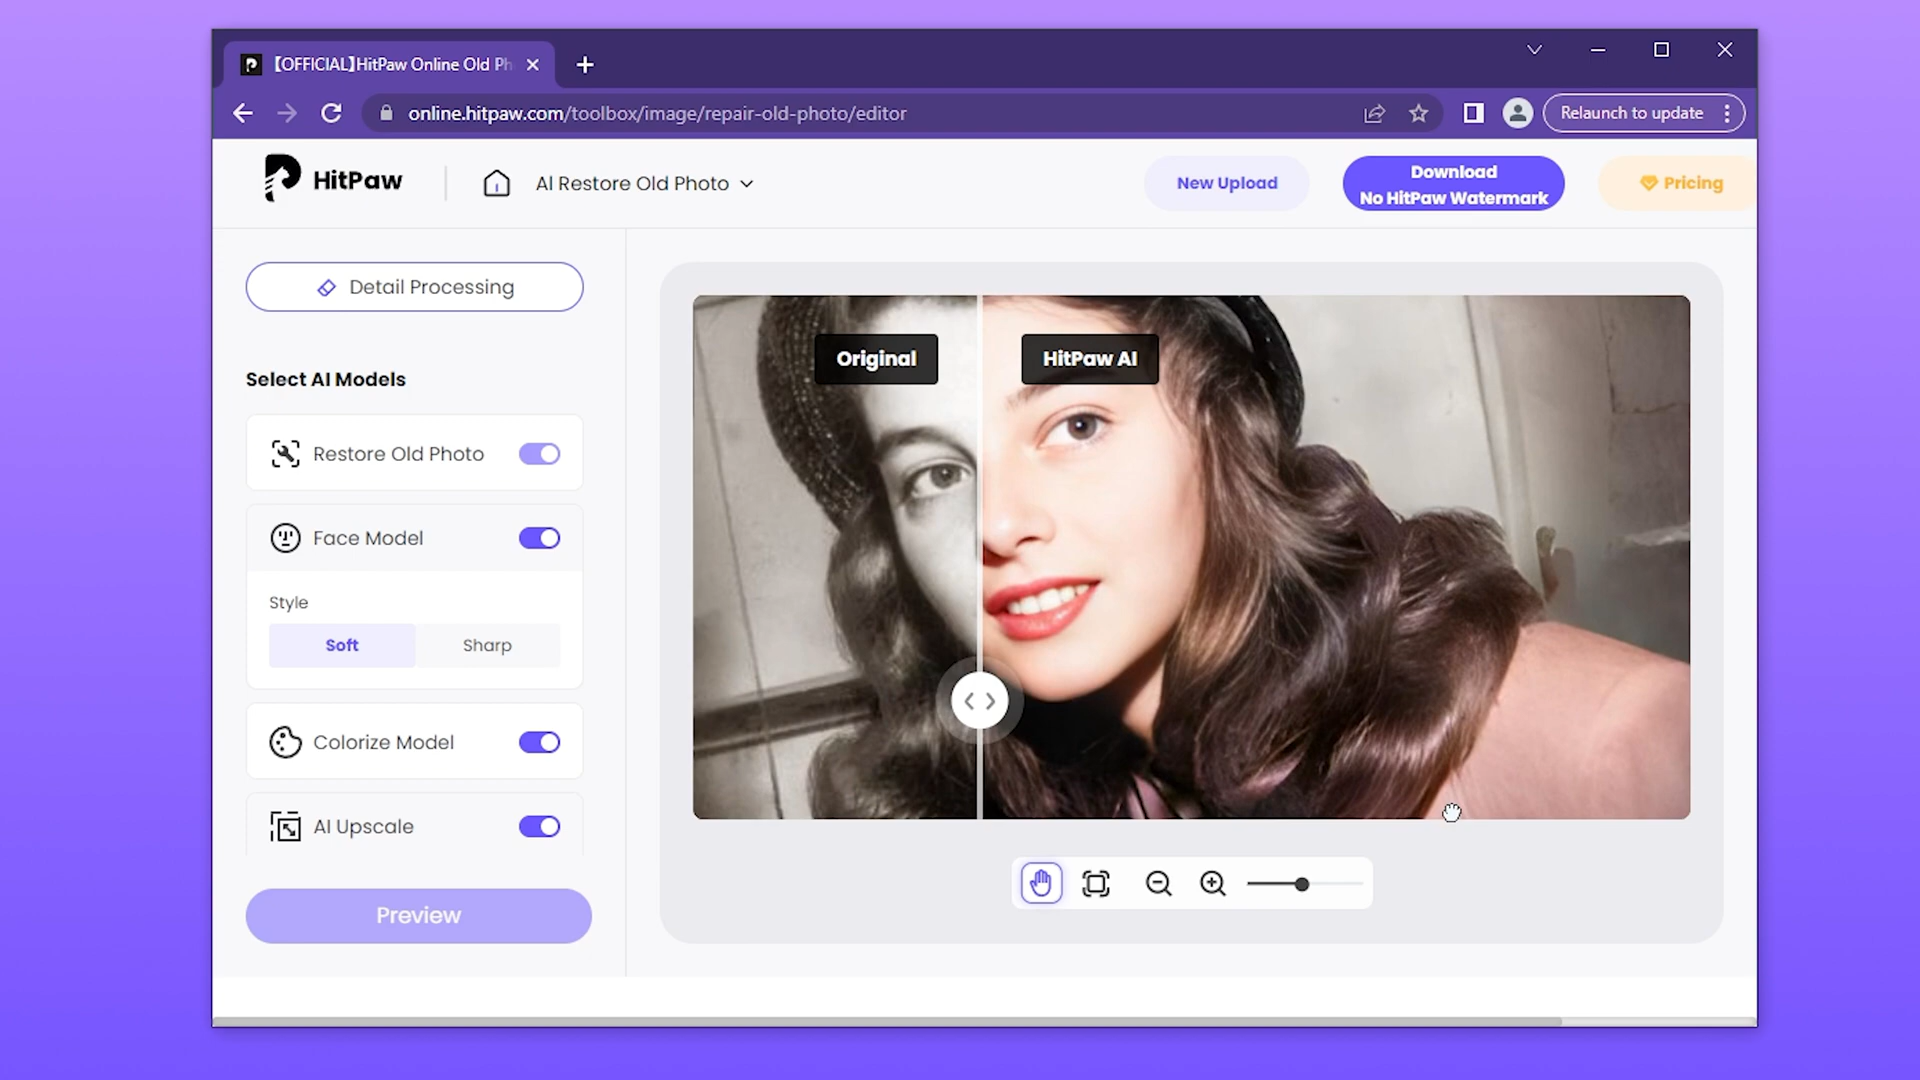 【OFFICIAL】HitPaw Online Old Ph
online.hitpaw.com/toolbox/image/repair-old-photo/editor
Relaunch to update
HitPaw
AI Restore Old Photo
New Upload
Download
No HitPaw Watermark
Pricing
Detail Processing
Select AI Models
Restore Old Photo
Face Model
Style
Soft
Sharp
Colorize Model
AI Upscale
Preview
Original
HitPaw AI